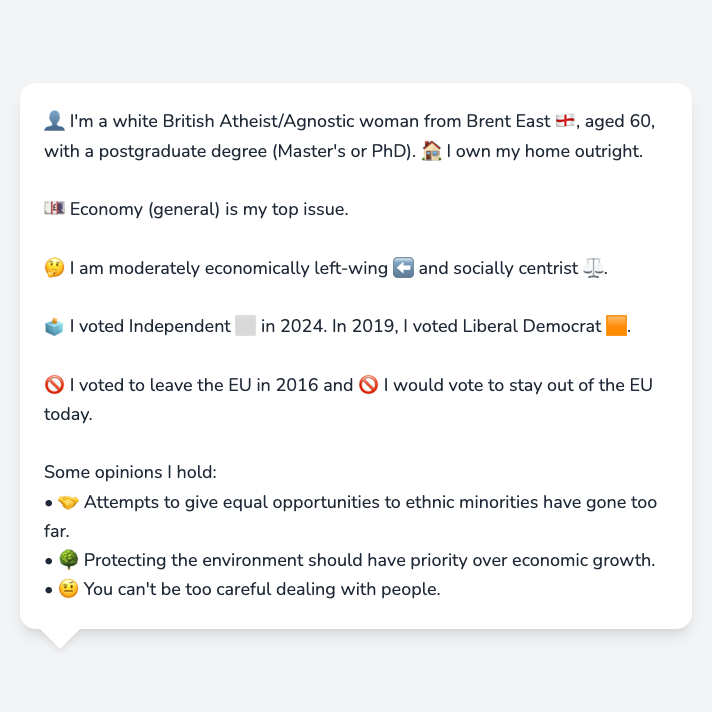 👤 I'm a white British Atheist/Agnostic woman from Brent East 🏴󠁧󠁢󠁥󠁮󠁧󠁿, aged 60,
with a postgraduate degree (Master's or PhD). 🏠 I own my home outright.
💷 Economy (general) is my top issue.
🤔 I am moderately economically left-wing ⬅️ and socially centrist ⚖️.
🗳️ I voted Independent ⬜ in 2024. In 2019, I voted Liberal Democrat 🟧.
🚫 I voted to leave the EU in 2016 and 🚫 I would vote to stay out of the EU
today.
Some opinions I hold:
• 🤝 Attempts to give equal opportunities to ethnic minorities have gone too
far.
• 🌳 Protecting the environment should have priority over economic growth.
• 🤨 You can't be too careful dealing with people.